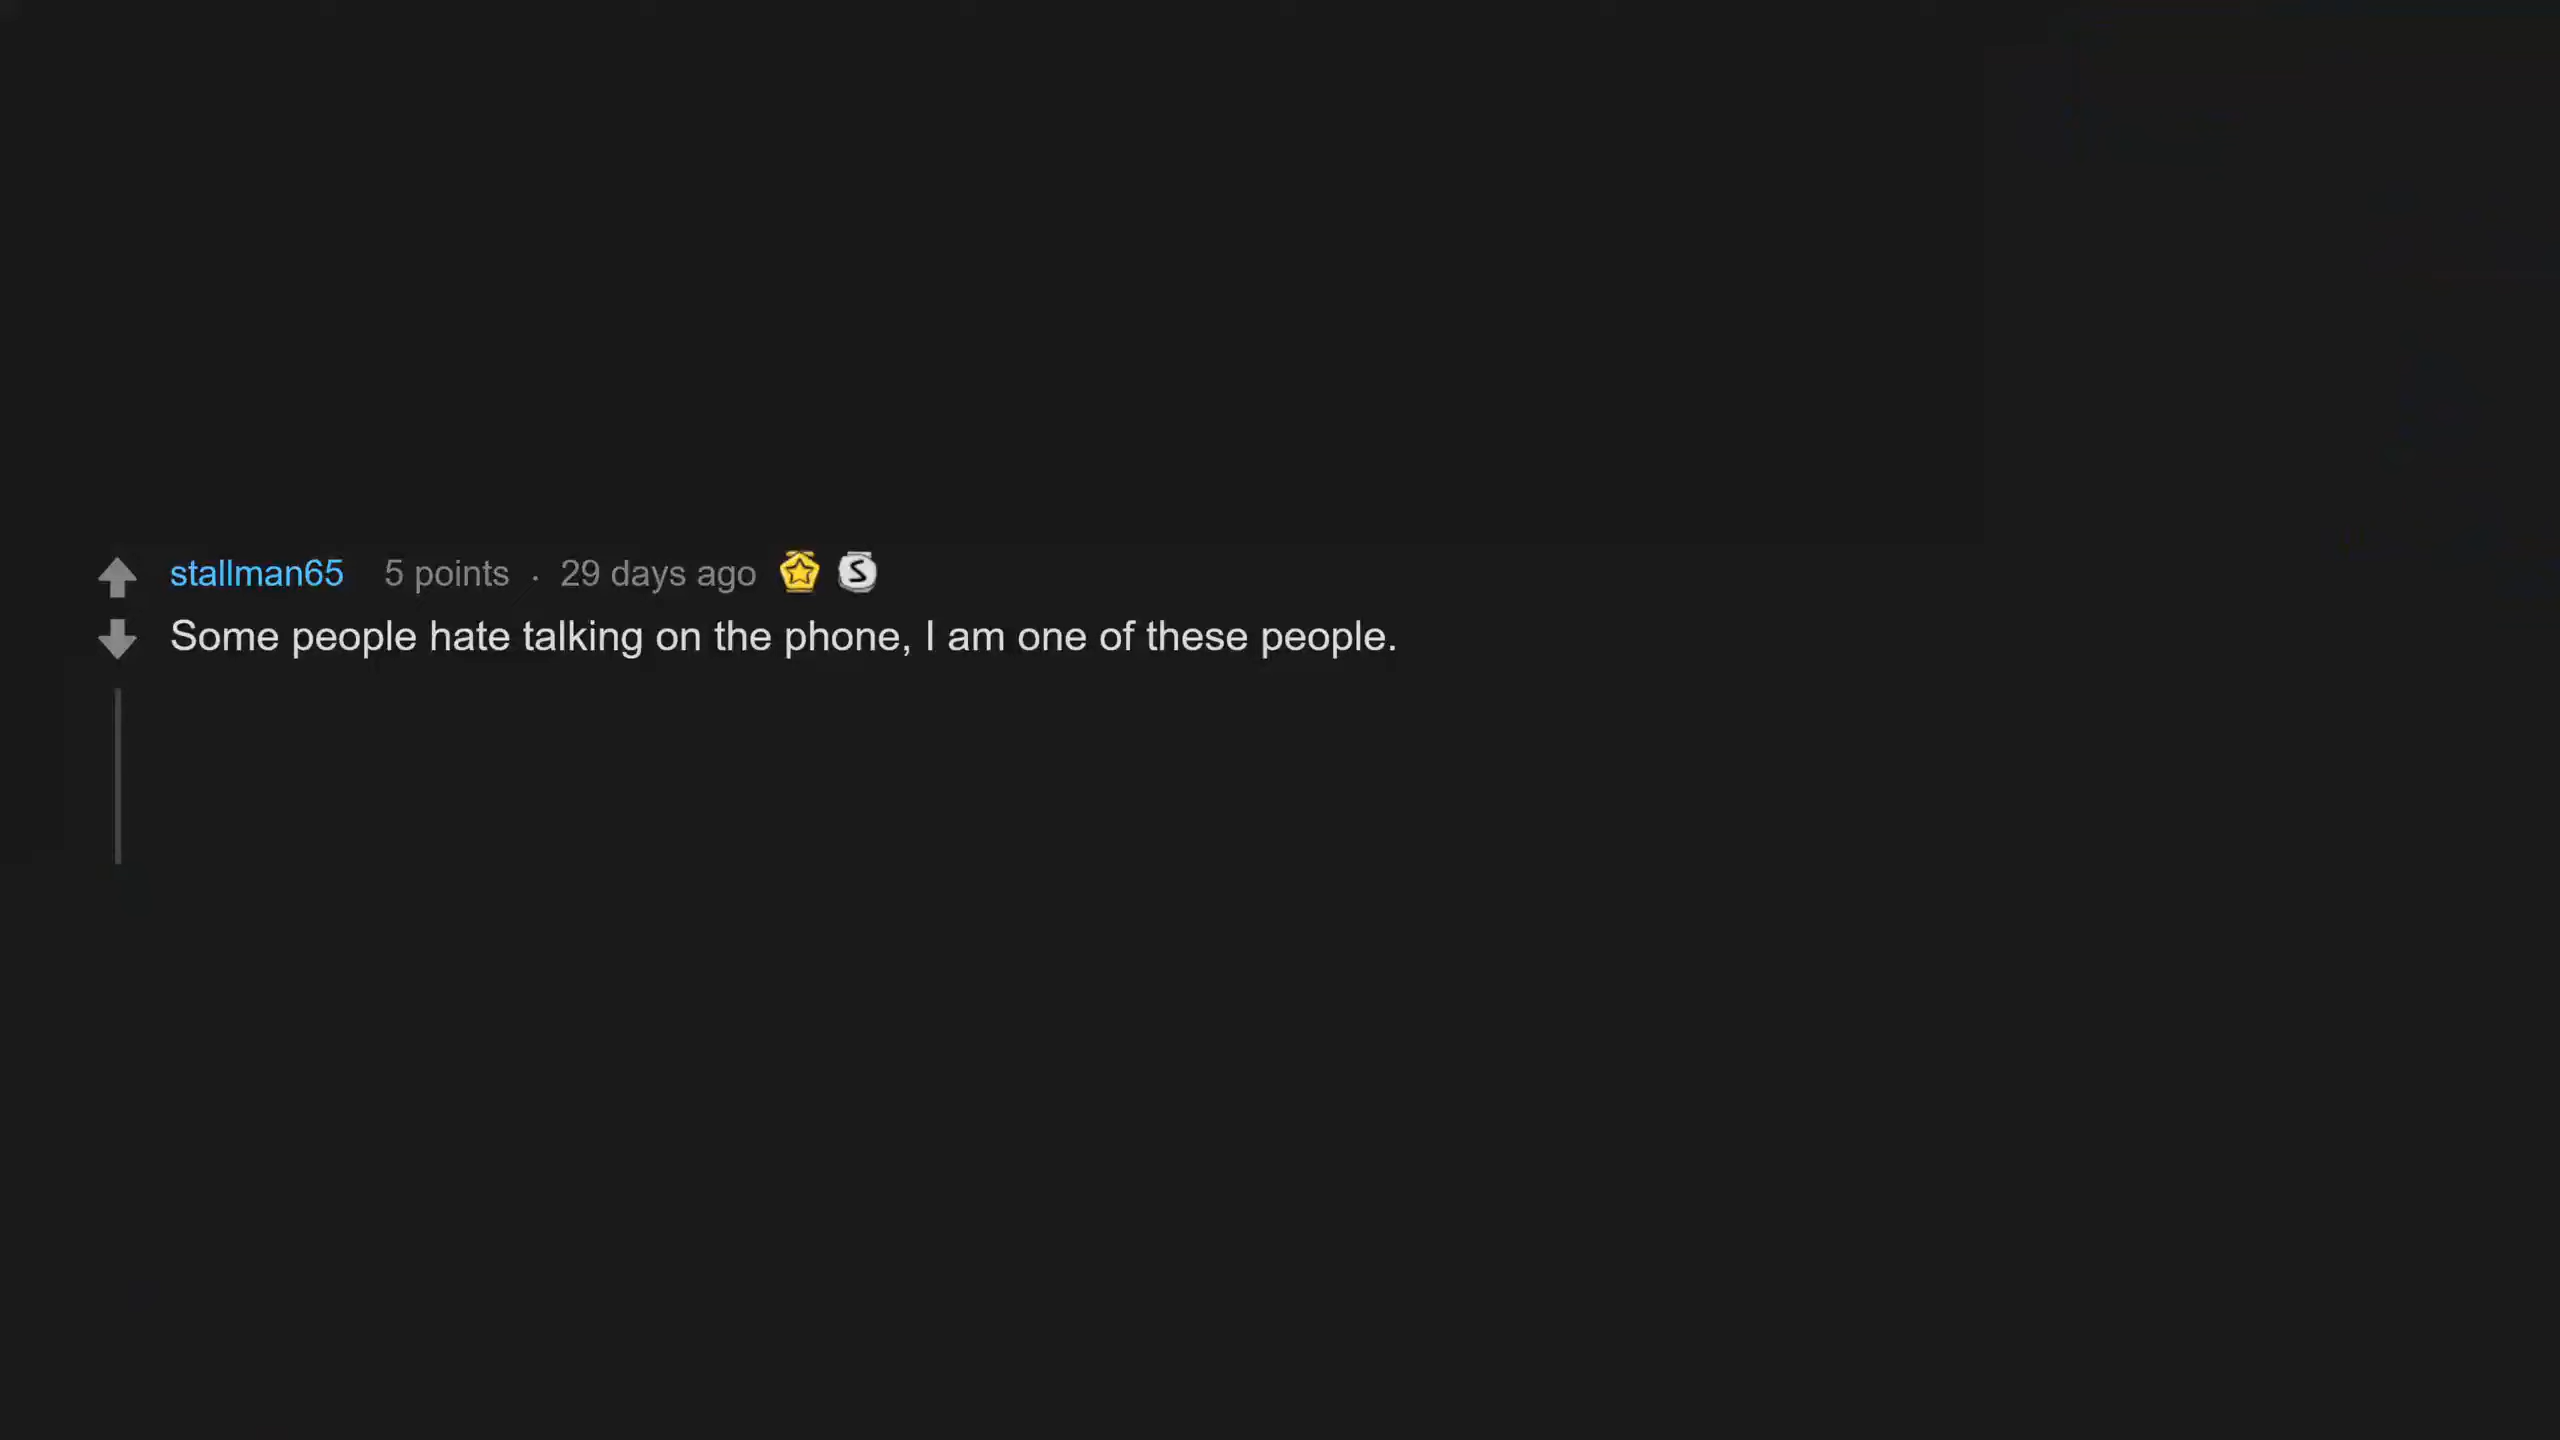 stallman65 5 points · 29 days ago S
Some people hate talking on the phone, I am one of these people.